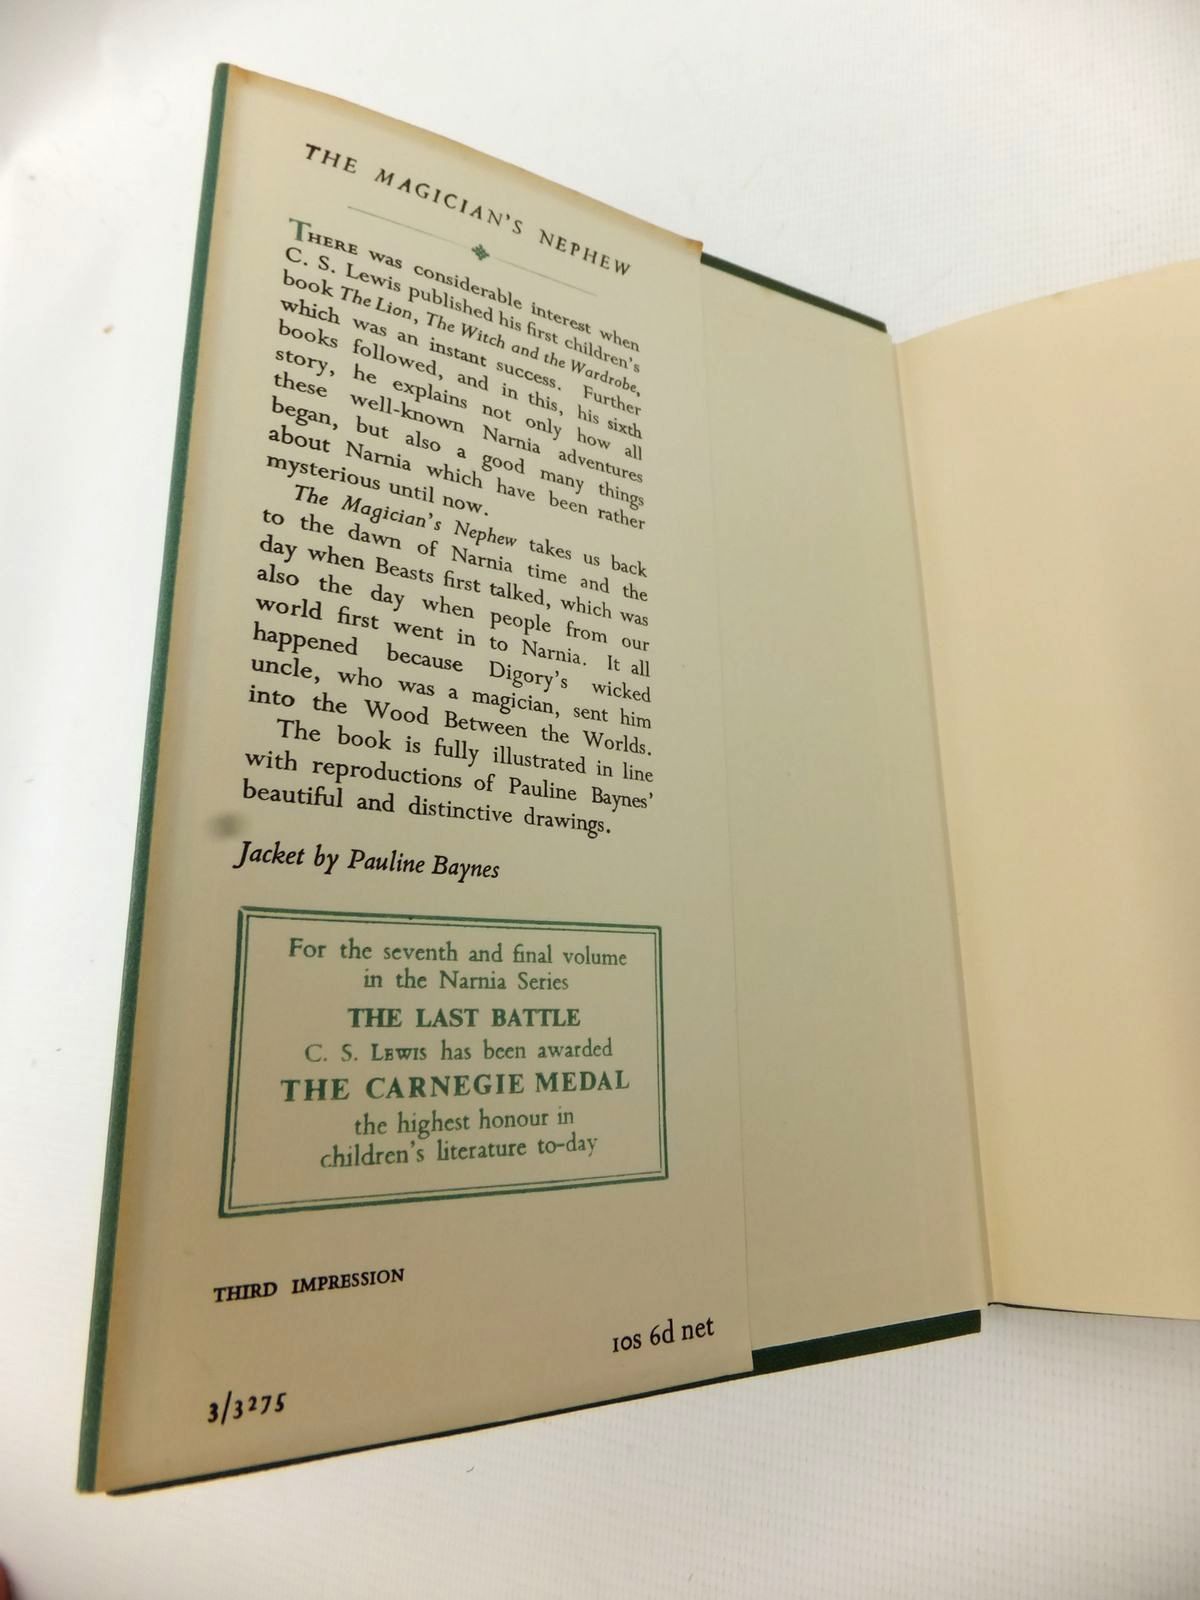 THE MAGICIAN'S NEPHEW
THERE was considerable interest when
C. S. Lewis published his first children's
book The Lion, The Witch and the Wardrobe,
which was an instant success. Further
books followed, and in this, his sixth
story, he explains not only how all
these well-known Narnia adventures
began, but also a good many things
about Narnia which have been rather
mysterious until now.
The Magician's Nephew takes us back
to the dawn of Narnia time and the
day when Beasts first talked, which was
also the day when people from our
world first went in to Narnia. It all
happened because Digory's wicked
uncle, who was a magician, sent him
into the Wood Between the Worlds.
The book is fully illustrated in line
with reproductions of Pauline Baynes'
beautiful and distinctive drawings.
Jacket by Pauline Baynes
For the seventh and final volume
in the Narnia Series
THE LAST BATTLE
C. S. LEWIS has been awarded
THE CARNEGIE MEDAL
the highest honour in
children's literature to-day
THIRD IMPRESSION
10s 6d net
3/3275